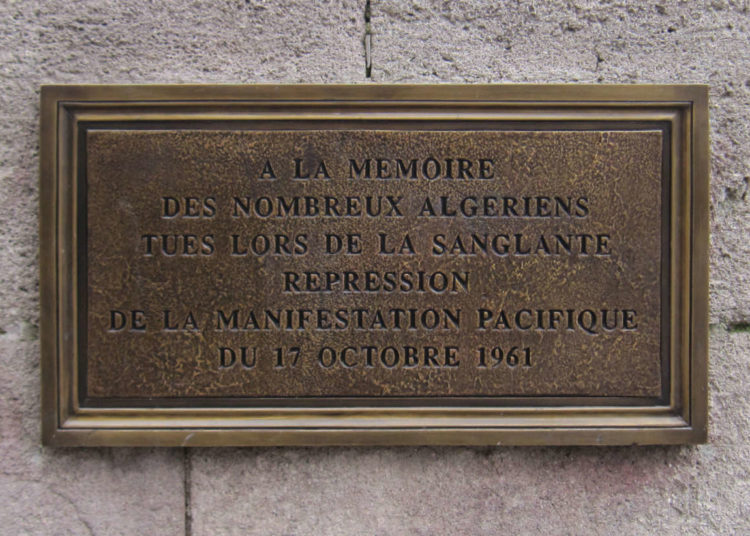 A LA MEMOIRE
DES NOMBREUX ALGERIENS
TUES LORS DE LA SANGLANTE
REPRESSION
DE LA MANIFESTATION PACIFIQUE
DU 17 OCTOBRE 1961